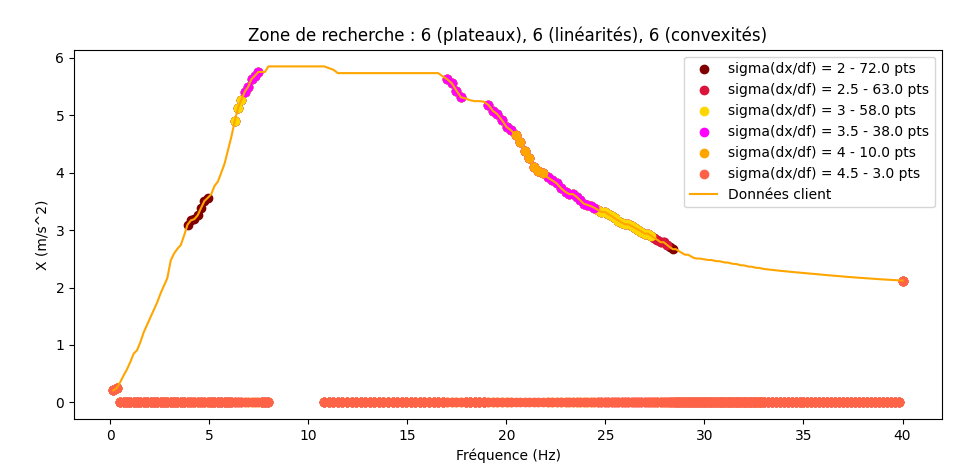 Zone de recherche : 6 (plateaux), 6 (linéarités), 6 (convexités)
X (m/s^2)
6
5
4
3
2
1
0
sigma(dx/df) = 2 - 72.0 pts
sigma(dx/df) = 2.5 - 63.0 pts
sigma(dx/df) = 3 - 58.0 pts
sigma(dx/df) = 3.5 - 38.0 pts
sigma(dx/df) = 4 - 10.0 pts
sigma(dx/df) = 4.5 - 3.0 pts
Données client
0 5 10 15 20 25 30 35 40
Fréquence (Hz)